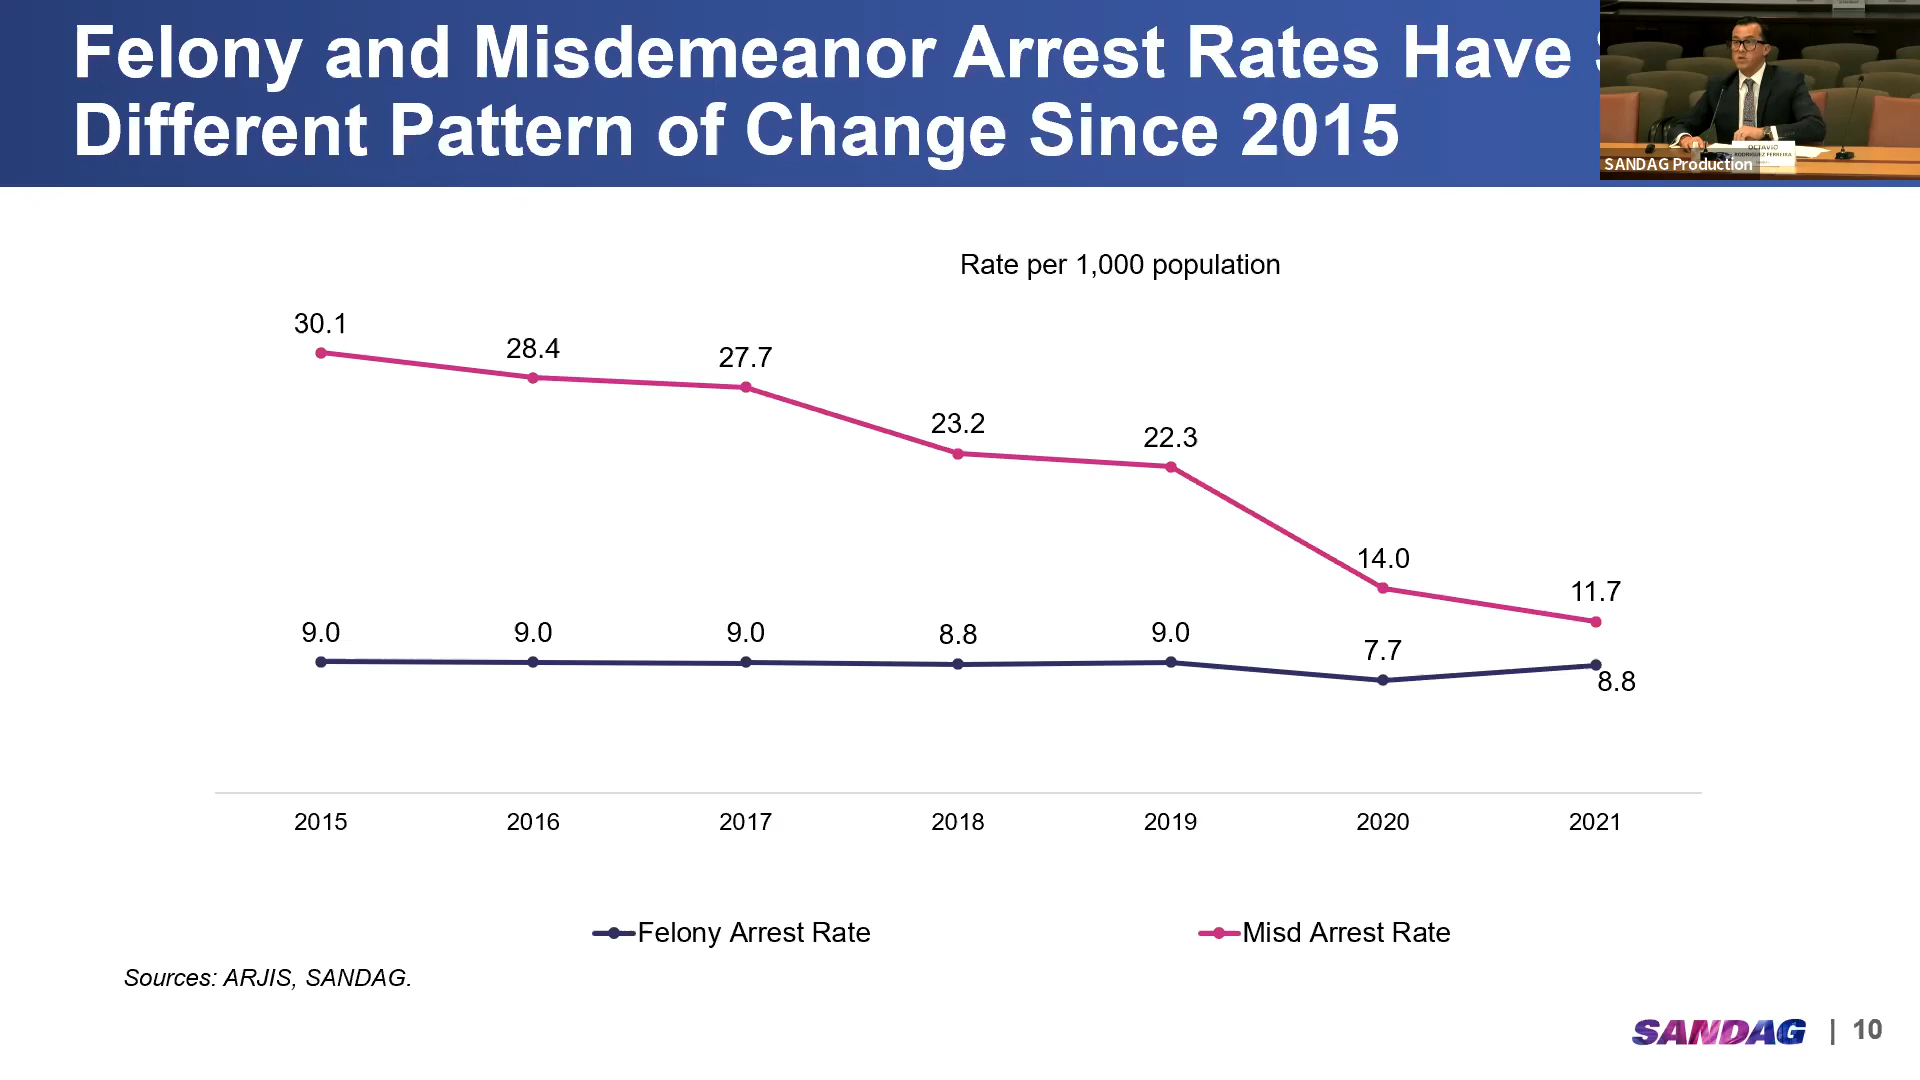 Felony and Misdemeanor Arrest Rates Have
Different Pattern of Change Since 2015
OCTAVIO
RODRIGUEZ FERREIRA
SANDAG Production
Rate per 1,000 population
30.1
28.4
27.7
23.2
22.3
14.0
11.7
9.0
9.0
9.0
8.8
9.0
7.7
8.8
2015
2016
2017
2018
2019
2020
2021
Felony Arrest Rate
Misd Arrest Rate
Sources: ARJIS, SANDAG.
SANDAG | 10